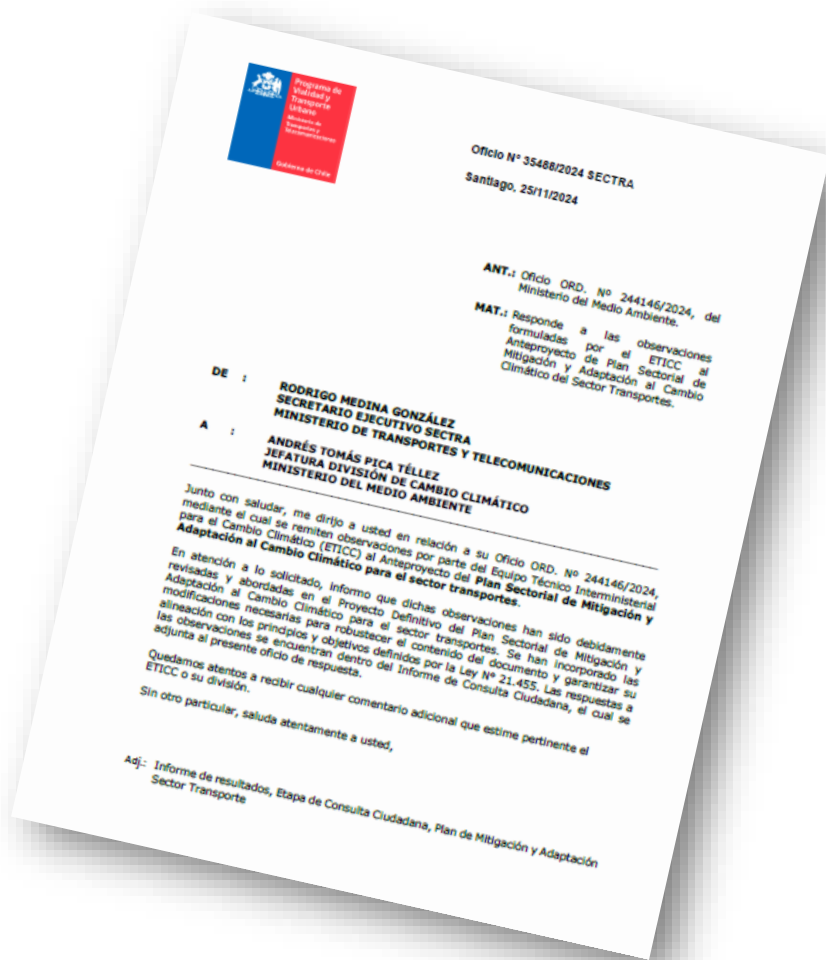 Programa de
Vialidad y
Transporte
Urbano
Ministerio de
Transportes y
Telecomunicaciones
Gobierno de Chile
Oficio N° 35488/2024 SECTRA
Santiago, 25/11/2024
ANT.: Oficio ORD. Nº 244146/2024, del
Ministerio del Medio Ambiente.
MAT.: Responde a las observaciones
formuladas por el ETICC al
Anteproyecto de Plan Sectorial de
Mitigación y Adaptación al Cambio
Climático del Sector Transportes.
DE :
RODRIGO MEDINA GONZÁLEZ
SECRETARIO EJECUTIVO SECTRA
MINISTERIO DE TRANSPORTES Y TELECOMUNICACIONES
A :
ANDRÉS TOMÁS PICA TÉLLEZ
JEFATURA DIVISIÓN DE CAMBIO CLIMÁTICO
MINISTERIO DEL MEDIO AMBIENTE
Junto con saludar, me dirijo a usted en relación a su Oficio ORD. Nº 244146/2024,
mediante el cual se remiten observaciones por parte del Equipo Técnico Interministerial
para el Cambio Climático (ETICC) al Anteproyecto del Plan Sectorial de Mitigación y
Adaptación al Cambio Climático para el sector transportes.
En atención a lo solicitado, informo que dichas observaciones han sido debidamente
revisadas y abordadas en el Proyecto Definitivo del Plan Sectorial de Mitigación y
Adaptación al Cambio Climático para el sector transportes. Se han incorporado las
modificaciones necesarias para robustecer el contenido del documento y garantizar su
alineación con los principios y objetivos definidos por la Ley N° 21.455. Las respuestas a
las observaciones se encuentran dentro del Informe de Consulta Ciudadana, el cual se
adjunta al presente oficio de respuesta.
Quedamos atentos a recibir cualquier comentario adicional que estime pertinente el
ETICC o su división.
Sin otro particular, saluda atentamente a usted,
Adj.: Informe de resultados, Etapa de Consulta Ciudadana, Plan de Mitigación y Adaptación
Sector Transporte